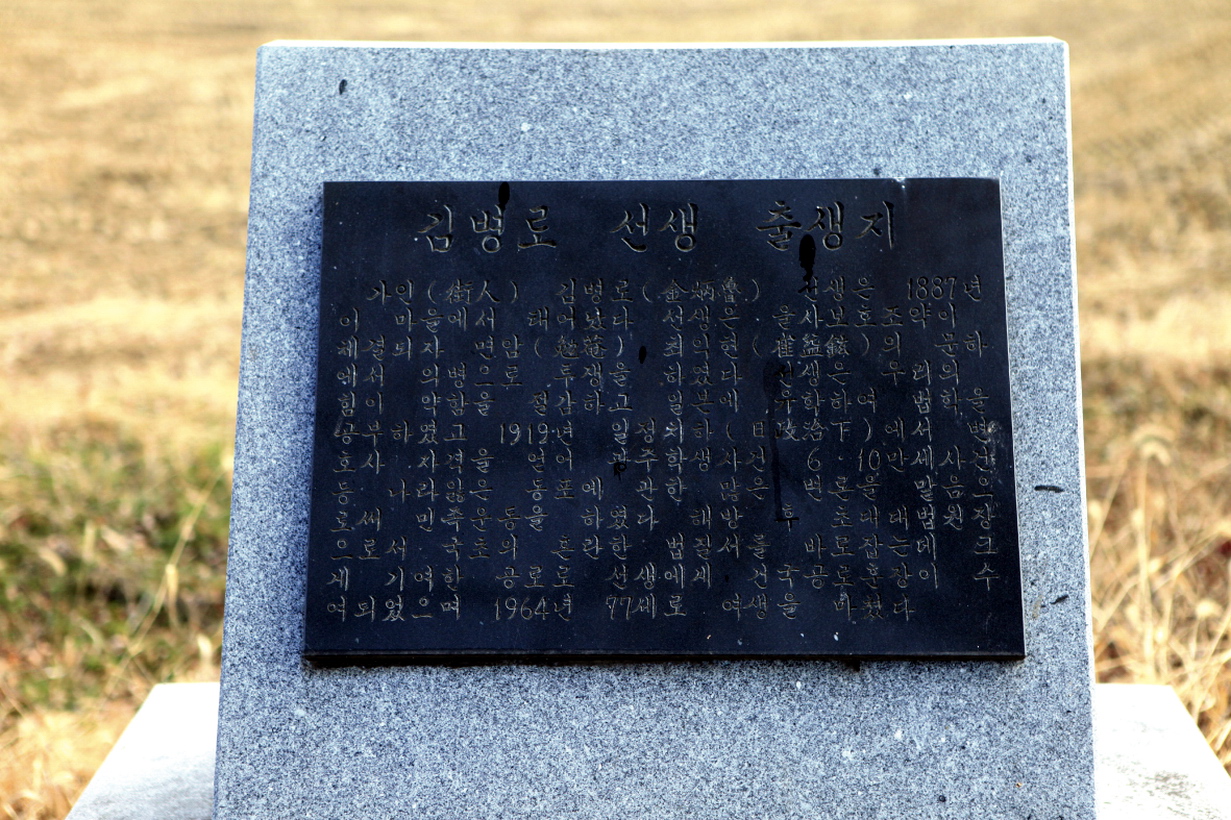 김병로 선생 출생지
가인(街人) 김병로(金炳魯) 선생은 1887년
이 마을에서 태어났다 선생은 을사보호조약이
체결되자 면암(勉菴) 최익현(崔益鉉)의 문하
에서 의병으로 투쟁을 하였다 선생은 우리의
힘이 약함을 절감하고 일본에 유학하여 법학을
공부하였고 1919년 일정치하(日政治下)에서 변
호사 자격을 얻어 광주학생사건 6·10만세사건
등 나라잃은 동포에 관한 많은 변론을 맡음으
로써 민족운동을 하였다 해방후 초대대법원장
으로서 국초의 혼란한 법질서를 바로잡는데 크
게 기여한 공로로 선생에게 건국공로훈장이 수
여되었으며 1964년 77세로 여생을 마쳤다